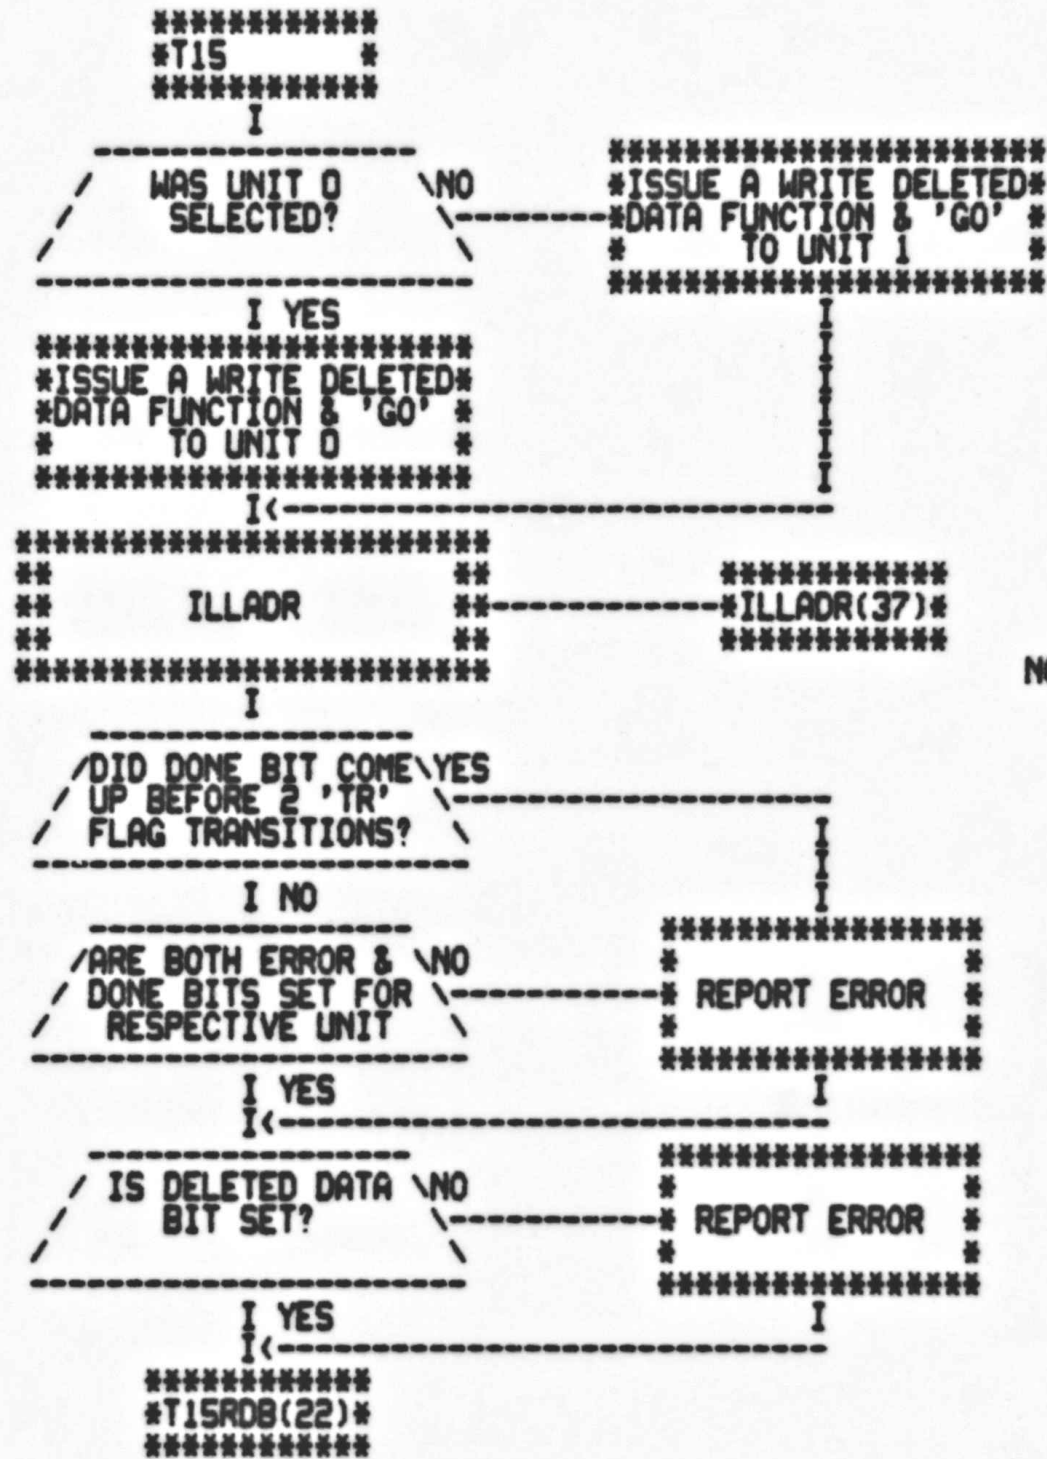 T15
WAS UNIT 0
SELECTED?
NO
ISSUE A WRITE DELETED
DATA FUNCTION & 'GO'
TO UNIT 1
YES
ISSUE A WRITE DELETED
DATA FUNCTION & 'GO'
TO UNIT 0
ILLADR
ILLADR(37)
DID DONE BIT COME
UP BEFORE 2 'TR'
FLAG TRANSITIONS?
YES
NO
ARE BOTH ERROR &
DONE BITS SET FOR
RESPECTIVE UNIT
NO
REPORT ERROR
YES
IS DELETED DATA
BIT SET?
NO
REPORT ERROR
YES
T15RDB(22)